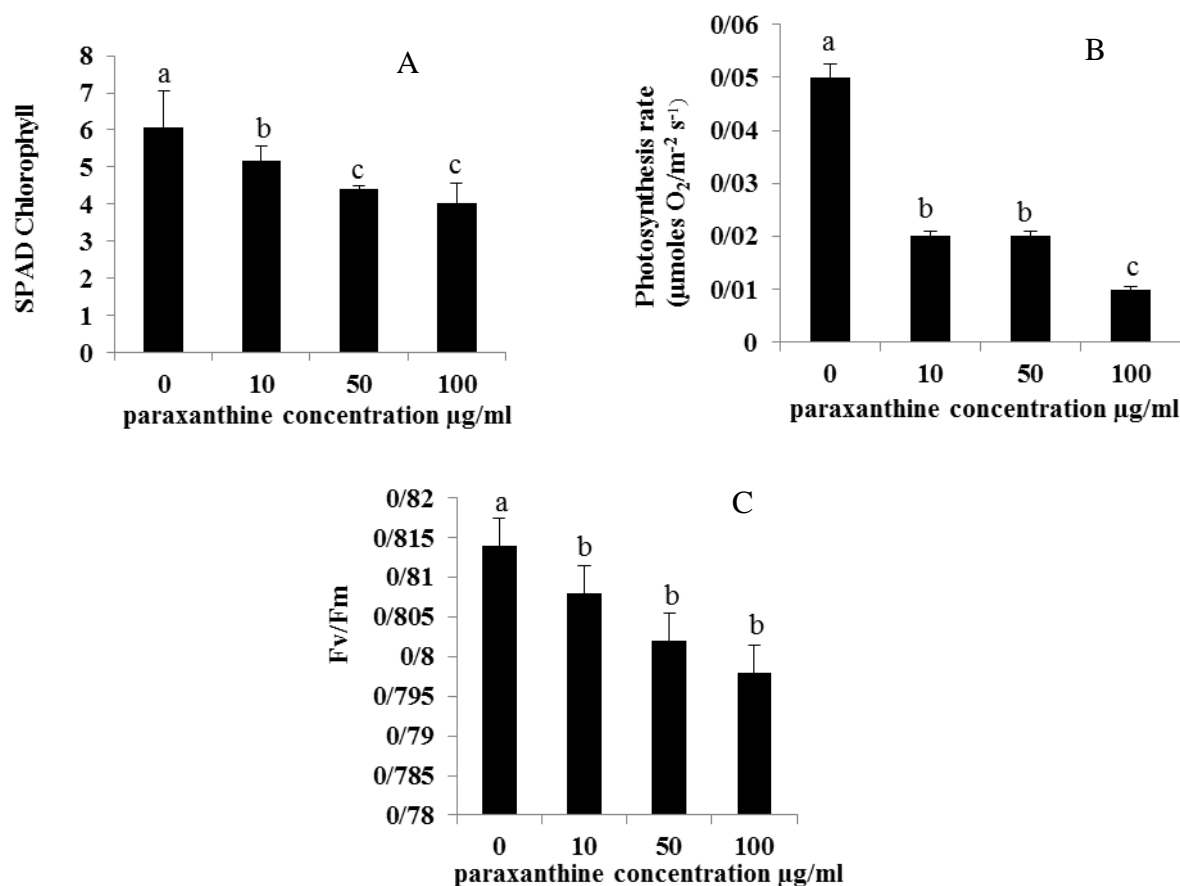 A
SPAD Chlorophyll
8
7
6
5
4
3
2
1
0
a
b
c
c
0 10 50 100
paraxanthine concentration µg/ml
B
Photosynthesis rate
(µmoles O₂/m⁻² s⁻¹)
0/06
0/05
0/04
0/03
0/02
0/01
0
a
b
b
c
0 10 50 100
paraxanthine concentration µg/ml
C
Fv/Fm
0/82
0/815
0/81
0/805
0/8
0/795
0/79
0/785
0/78
a
b
b
b
0 10 50 100
paraxanthine concentration µg/ml